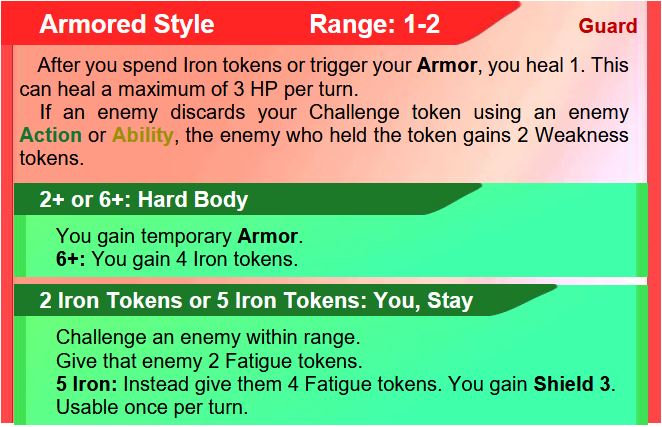 Armored Style Range: 1-2 Guard
After you spend Iron tokens or trigger your Armor, you heal 1. This
can heal a maximum of 3 HP per turn.
If an enemy discards your Challenge token using an enemy
Action or Ability, the enemy who held the token gains 2 Weakness
tokens.
2+ or 6+: Hard Body
You gain temporary Armor.
6+: You gain 4 Iron tokens.
2 Iron Tokens or 5 Iron Tokens: You, Stay
Challenge an enemy within range.
Give that enemy 2 Fatigue tokens.
5 Iron: Instead give them 4 Fatigue tokens. You gain Shield 3.
Usable once per turn.